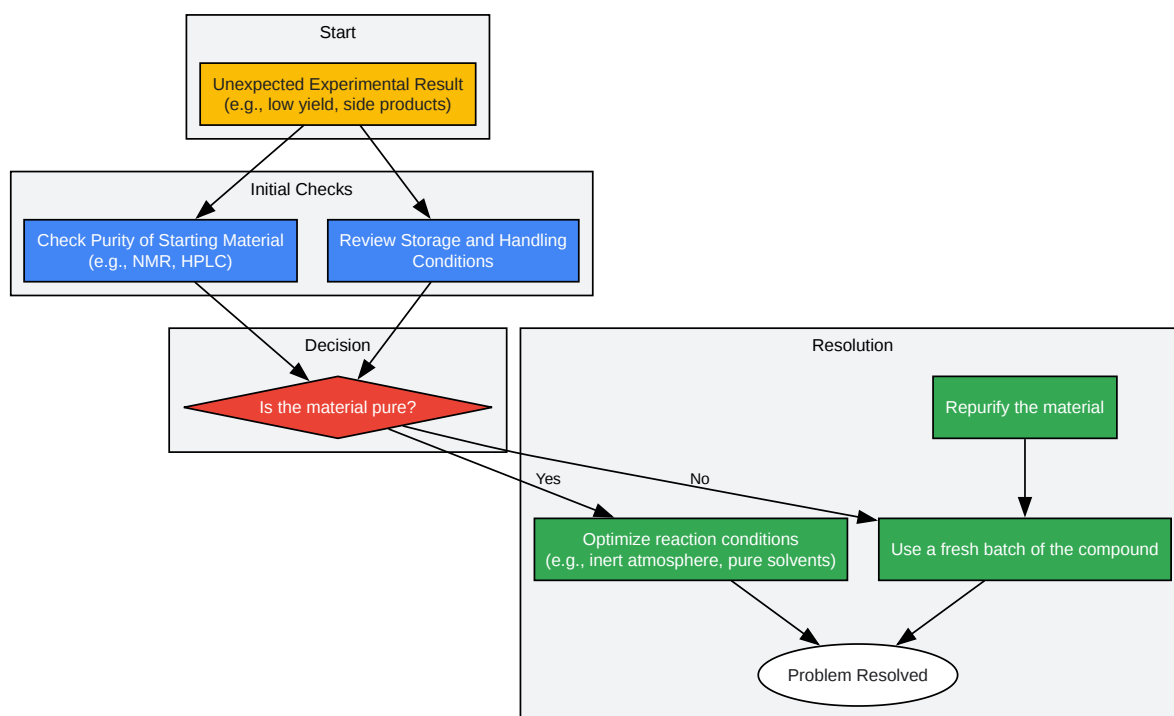 Start
Unexpected Experimental Result
(e.g., low yield, side products)
Initial Checks
Check Purity of Starting Material
(e.g., NMR, HPLC)
Review Storage and Handling
Conditions
Decision
Is the material pure?
Resolution
Repurify the material
Yes
No
Optimize reaction conditions
(e.g., inert atmosphere, pure solvents)
Use a fresh batch of the compound
Problem Resolved